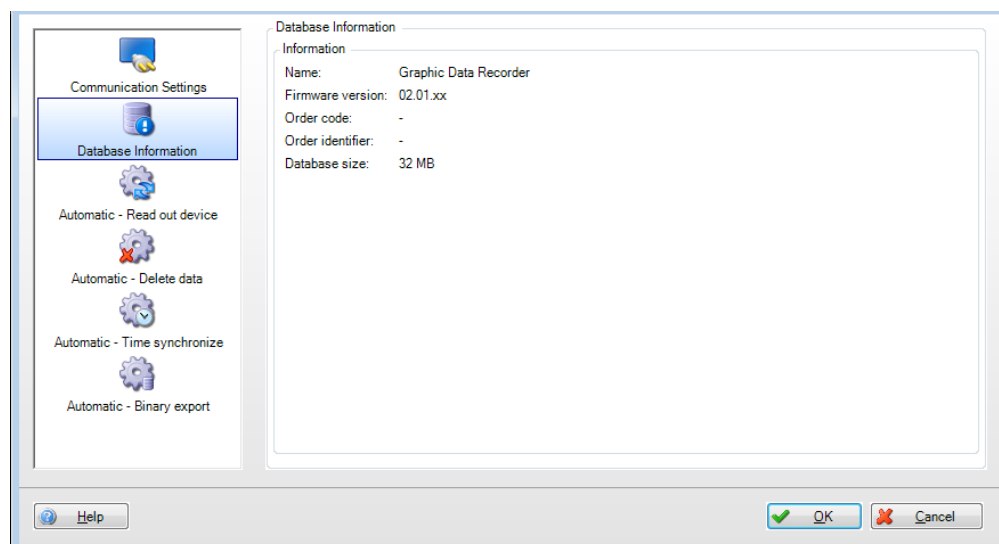 Communication Settings
Database Information
Automatic - Read out device
Automatic - Delete data
Automatic - Time synchronize
Automatic - Binary export
Database Information
Information
Name: Graphic Data Recorder
Firmware version: 02.01.xx
Order code: -
Order identifier: -
Database size: 32 MB
Help
OK
Cancel